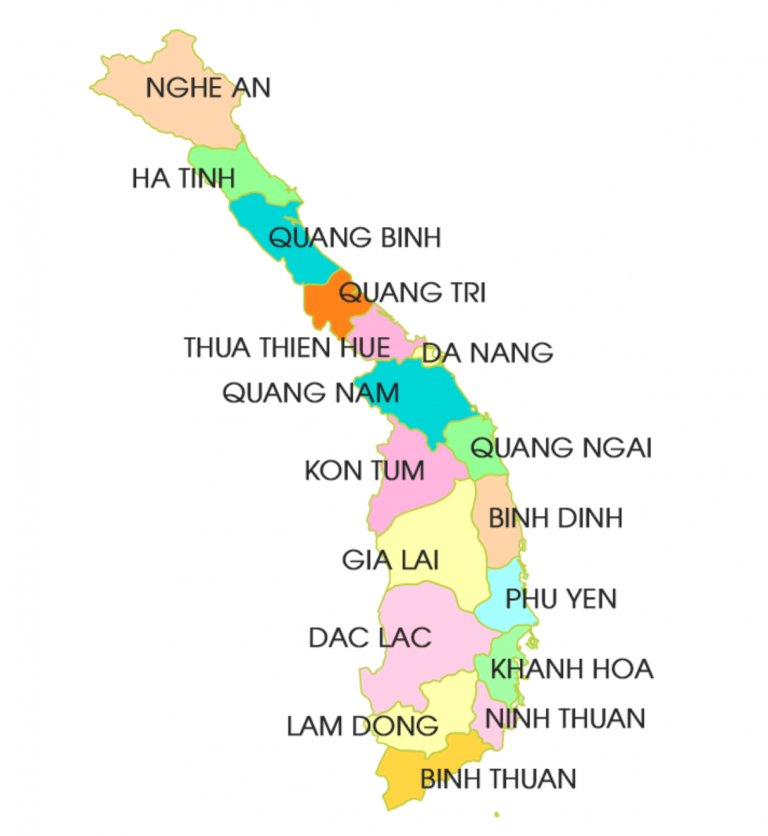 NGHE AN
HA TINH
QUANG BINH
QUANG TRI
THUA THIEN HUE
DA NANG
QUANG NAM
QUANG NGAI
KON TUM
BINH DINH
GIA LAI
PHU YEN
DAC LAC
KHANH HOA
LAM DONG
NINH THUAN
BINH THUAN